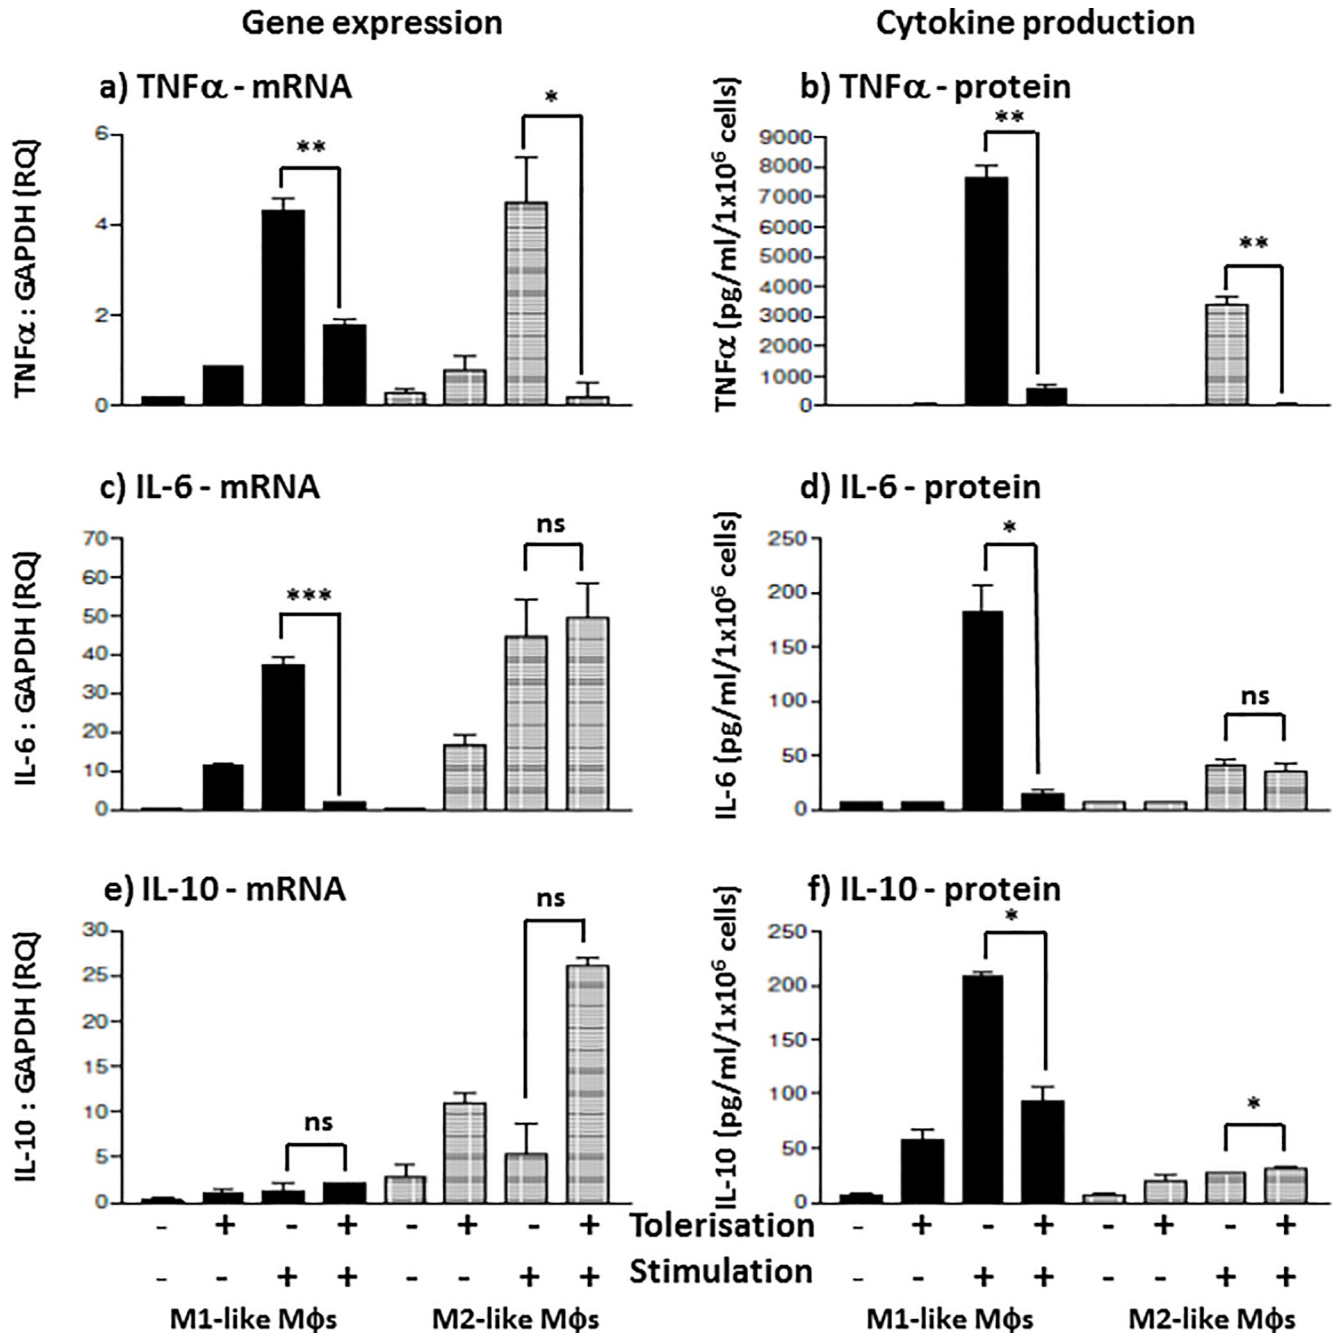 Gene expression
Cytokine production
a) TNFα - mRNA
TNFα : GAPDH (RQ)
6
4
2
0
**
*
b) TNFα - protein
TNFα (pg/ml/1x10⁶ cells)
9000
8000
7000
6000
5000
4000
3000
2000
1000
0
**
**
c) IL-6 - mRNA
IL-6 : GAPDH (RQ)
70
60
50
40
30
20
10
0
***
ns
d) IL-6 - protein
IL-6 (pg/ml/1x10⁶ cells)
250
200
150
100
50
0
*
ns
e) IL-10 - mRNA
IL-10 : GAPDH (RQ)
30
25
20
15
10
5
0
ns
ns
f) IL-10 - protein
IL-10 (pg/ml/1x10⁶ cells)
250
200
150
100
50
0
*
*
- + - + - + - + Tolerisation - + - + - + - +
- - + + - - + + Stimulation - - + + - - + +
M1-like Mϕs M2-like Mϕs M1-like Mϕs M2-like Mϕs